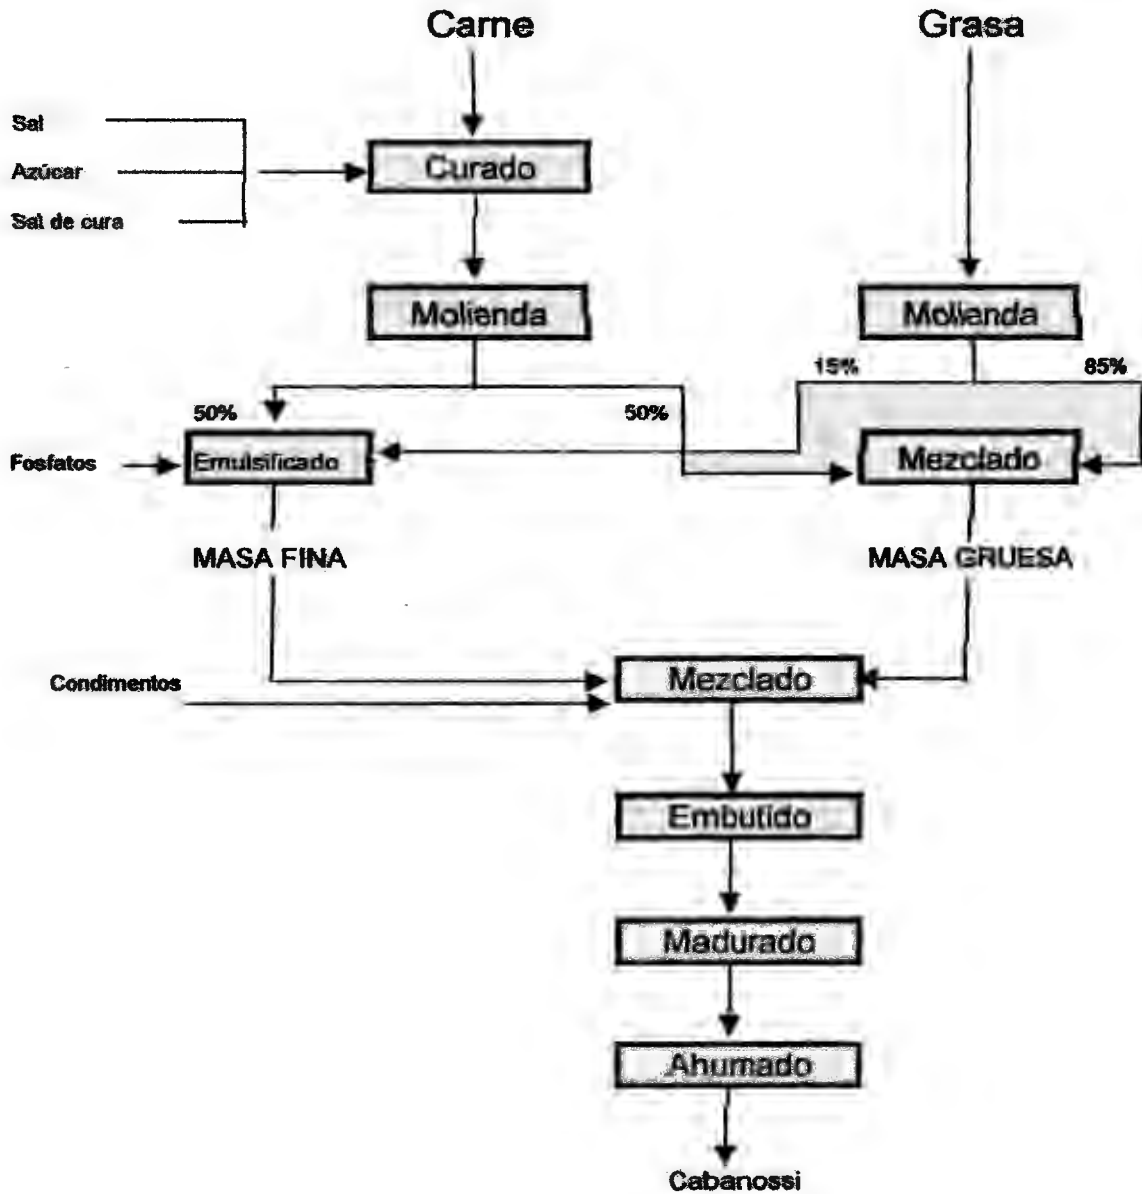 Carne
Grasa
Sal
Azúcar
Sal de cura
Curado
Molienda
Molienda
15%
85%
50%
50%
Fosfatos
Emulsificado
Mezclado
MASA FINA
MASA GRUESA
Condimentos
Mezclado
Embutido
Madurado
Ahumado
Cabanossi